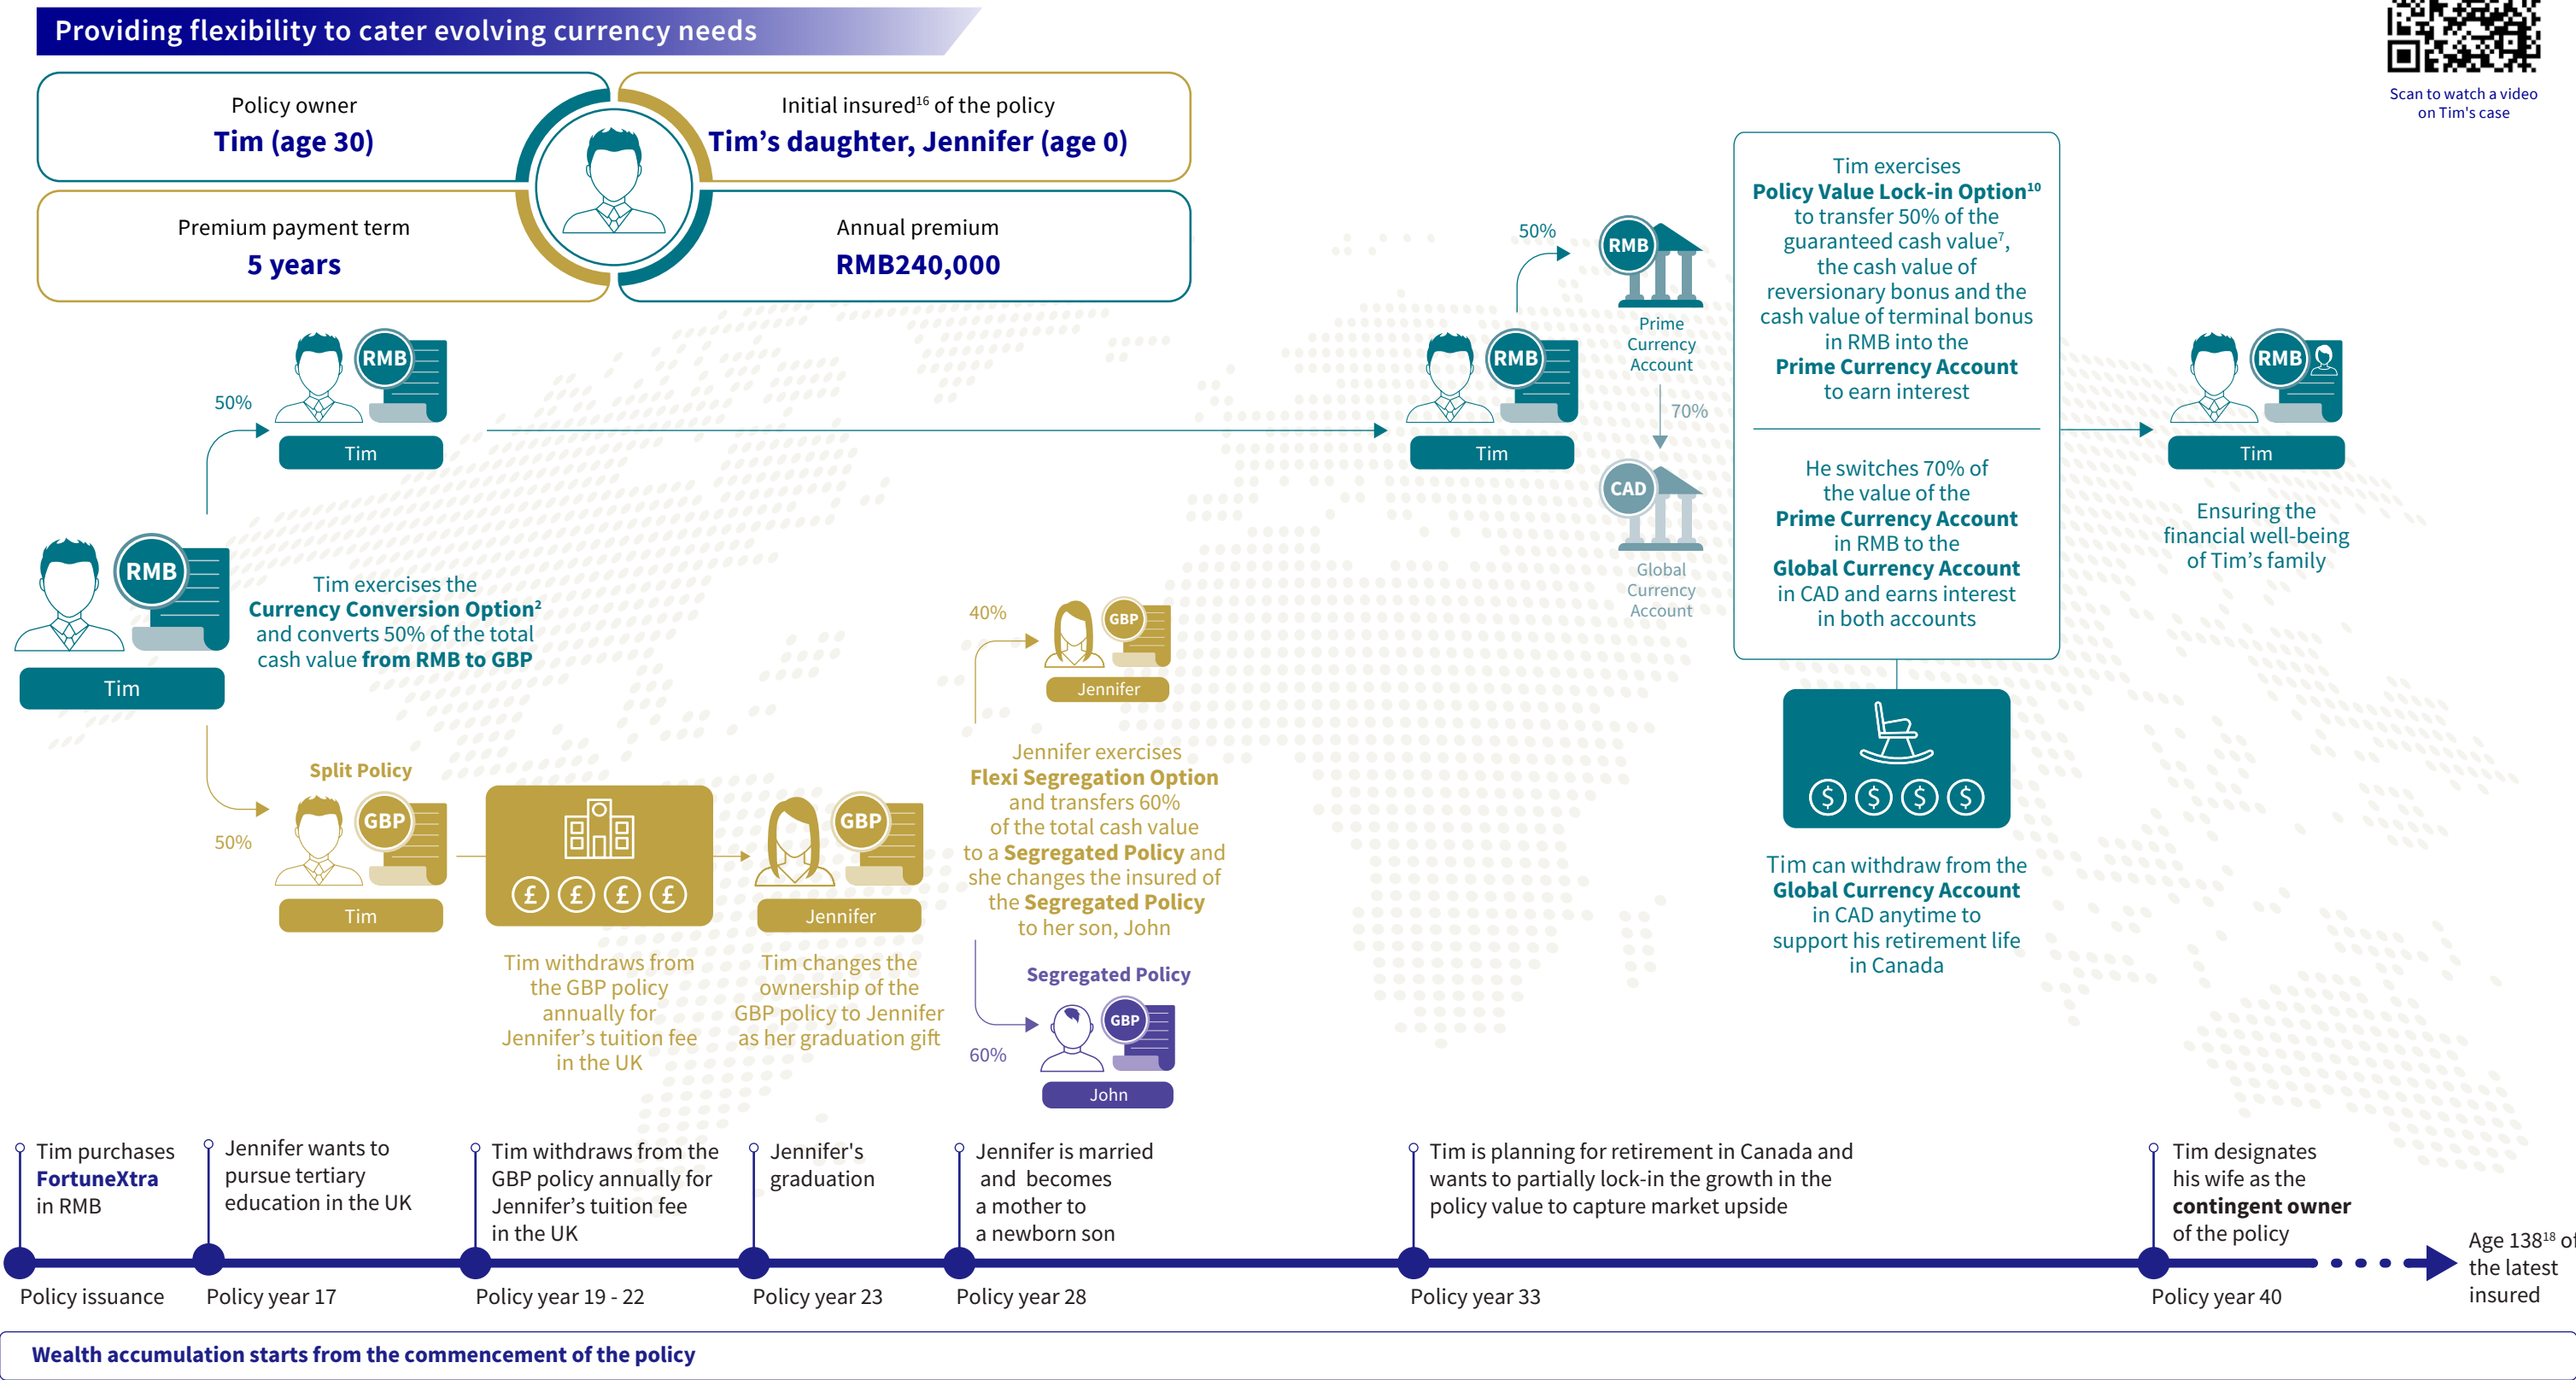 Providing flexibility to cater evolving currency needs
Scan to watch a video
on Tim's case
Policy owner
Tim (age 30)
Initial insured16 of the policy
Tim’s daughter, Jennifer (age 0)
Premium payment term
5 years
Annual premium
RMB240,000
50%
RMB
Tim
RMB
Tim
Tim exercises the
Currency Conversion Option2
and converts 50% of the total
cash value from RMB to GBP
Split Policy
50%
GBP
Tim
£ £ £ £
Tim withdraws from
the GBP policy
annually for
Jennifer’s tuition fee
in the UK
GBP
Jennifer
Tim changes the
ownership of the
GBP policy to Jennifer
as her graduation gift
40%
GBP
Jennifer
Jennifer exercises
Flexi Segregation Option
and transfers 60%
of the total cash value
to a Segregated Policy and
she changes the insured of
the Segregated Policy
to her son, John
Segregated Policy
60%
GBP
John
RMB
Tim
50%
RMB
Prime
Currency
Account
70%
CAD
Global
Currency
Account
Tim exercises
Policy Value Lock-in Option10
to transfer 50% of the
guaranteed cash value7,
the cash value of
reversionary bonus and the
cash value of terminal bonus
in RMB into the
Prime Currency Account
to earn interest
He switches 70% of
the value of the
Prime Currency Account
in RMB to the
Global Currency Account
in CAD and earns interest
in both accounts
$ $ $ $
Tim can withdraw from the
Global Currency Account
in CAD anytime to
support his retirement life
in Canada
RMB
Tim
Ensuring the
financial well-being
of Tim’s family
Tim purchases
FortuneXtra
in RMB
Policy issuance
Jennifer wants to
pursue tertiary
education in the UK
Policy year 17
Tim withdraws from the
GBP policy annually for
Jennifer’s tuition fee
in the UK
Policy year 19 - 22
Jennifer's
graduation
Policy year 23
Jennifer is married
and becomes
a mother to
a newborn son
Policy year 28
Tim is planning for retirement in Canada and
wants to partially lock-in the growth in the
policy value to capture market upside
Policy year 33
Tim designates
his wife as the
contingent owner
of the policy
Policy year 40
Age 13818 of
the latest
insured
Wealth accumulation starts from the commencement of the policy